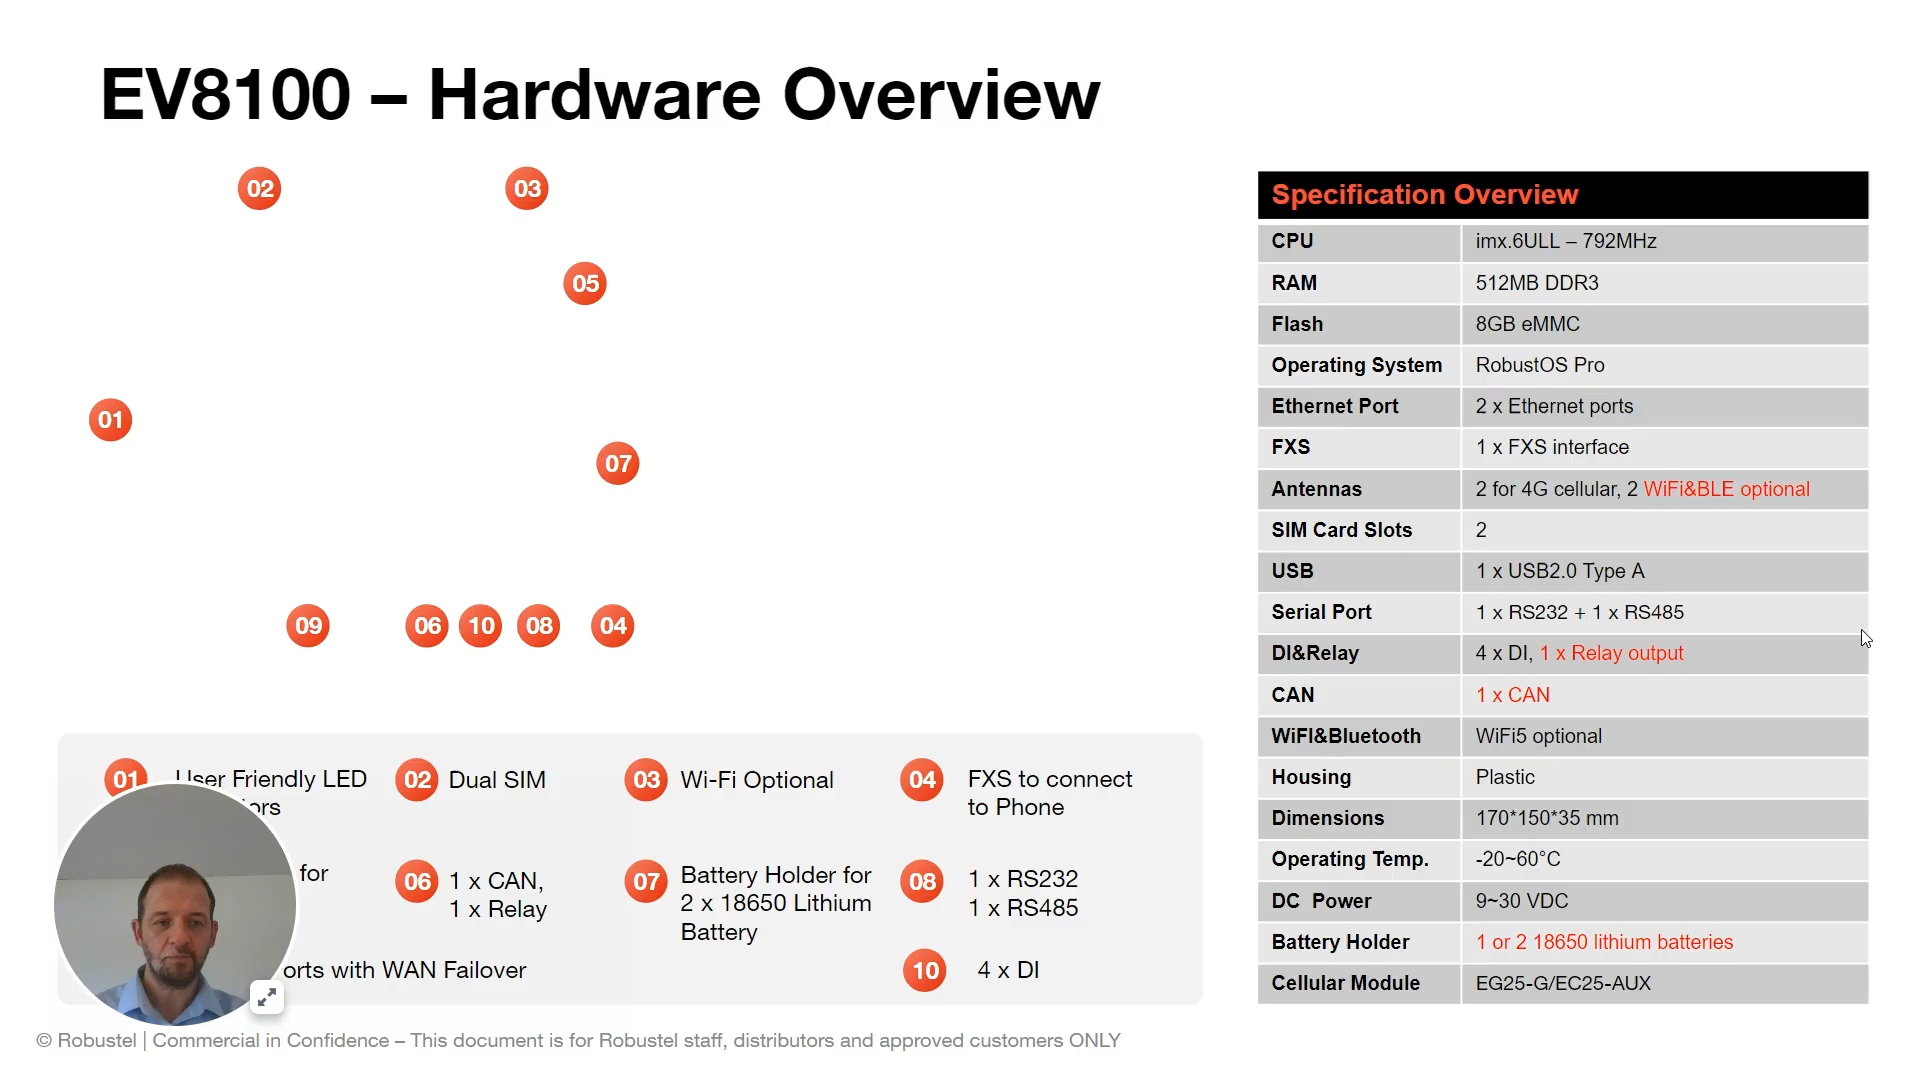 EV8100 – Hardware Overview
02
03
05
01
07
09
06
10
08
04
Specification Overview
CPU imx.6ULL – 792MHz
RAM 512MB DDR3
Flash 8GB eMMC
Operating System RobustOS Pro
Ethernet Port 2 x Ethernet ports
FXS 1 x FXS interface
Antennas 2 for 4G cellular, 2 WiFi&BLE optional
SIM Card Slots 2
USB 1 x USB2.0 Type A
Serial Port 1 x RS232 + 1 x RS485
DI&Relay 4 x DI, 1 x Relay output
CAN 1 x CAN
WiFI&Bluetooth WiFi5 optional
Housing Plastic
Dimensions 170*150*35 mm
Operating Temp. -20~60°C
DC Power 9~30 VDC
Battery Holder 1 or 2 18650 lithium batteries
Cellular Module EG25-G/EC25-AUX
01 User Friendly LED
02 Dual SIM
03 Wi-Fi Optional
04 FXS to connect
to Phone
for
06 1 x CAN,
1 x Relay
07 Battery Holder for
2 x 18650 Lithium
Battery
08 1 x RS232
1 x RS485
with WAN Failover
10 4 x DI
© Robustel | Commercial in Confidence – This document is for Robustel staff, distributors and approved customers ONLY